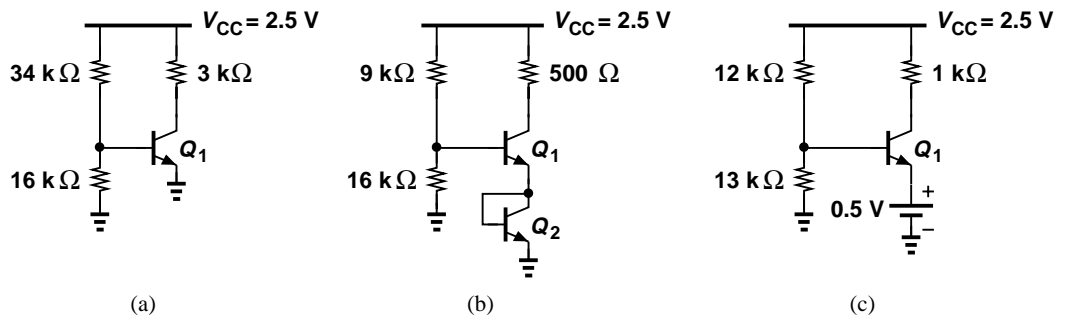 V_CC = 2.5 V
34 kΩ
3 kΩ
Q_1
16 kΩ
(a)
V_CC = 2.5 V
9 kΩ
500 Ω
Q_1
16 kΩ
Q_2
(b)
V_CC = 2.5 V
12 kΩ
1 kΩ
Q_1
13 kΩ
0.5 V
+
−
(c)